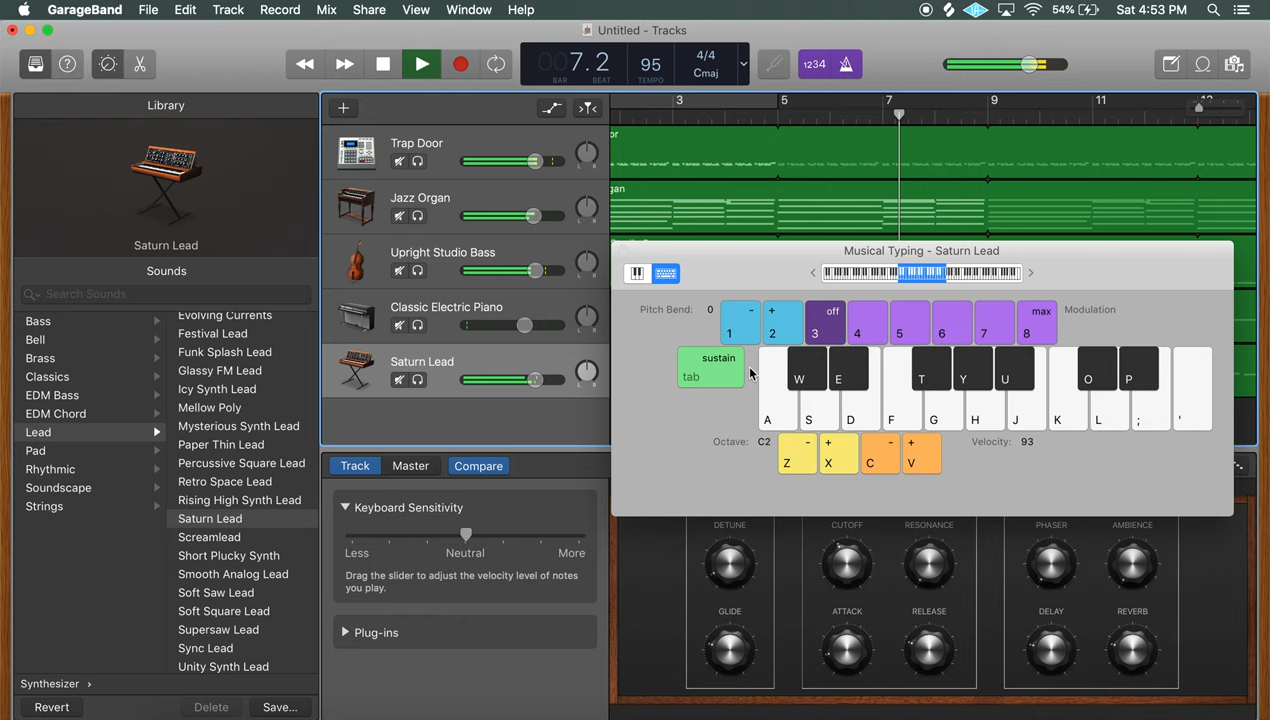 GarageBand File Edit Track Record Mix Share View Window Help 54% Sat 4:53 PM
Untitled - Tracks
007.2 95 4/4 Cmaj 1234
BAR BEAT TEMPO
Library
3 5 7 9 11
Saturn Lead
Sounds
Search Sounds
Bass
Bell
Brass
Classics
EDM Bass
EDM Chord
Lead
Pad
Rhythmic
Soundscape
Strings
Evolving Currents
Festival Lead
Funk Splash Lead
Glassy FM Lead
Icy Synth Lead
Mellow Poly
Mysterious Synth Lead
Paper Thin Lead
Percussive Square Lead
Retro Space Lead
Rising High Synth Lead
Saturn Lead
Screamlead
Short Plucky Synth
Smooth Analog Lead
Soft Saw Lead
Soft Square Lead
Supersaw Lead
Sync Lead
Unity Synth Lead
Synthesizer ›
Revert Delete Save...
Trap Door
L R
Jazz Organ
L R
Upright Studio Bass
L R
Classic Electric Piano
L R
Saturn Lead
L R
or
gan
Musical Typing - Saturn Lead
Pitch Bend: 0 - 1 + 2 off 3 4 5 6 7 max 8 Modulation
sustain
tab
W E T Y U O P
A S D F G H J K L ; '
Octave: C2 Velocity: 93
- Z + X - C + V
Track Master Compare
Keyboard Sensitivity
Less Neutral More
Drag the slider to adjust the velocity level of notes
you play.
Plug-ins
DETUNE CUTOFF RESONANCE PHASER AMBIENCE
GLIDE ATTACK RELEASE DELAY REVERB